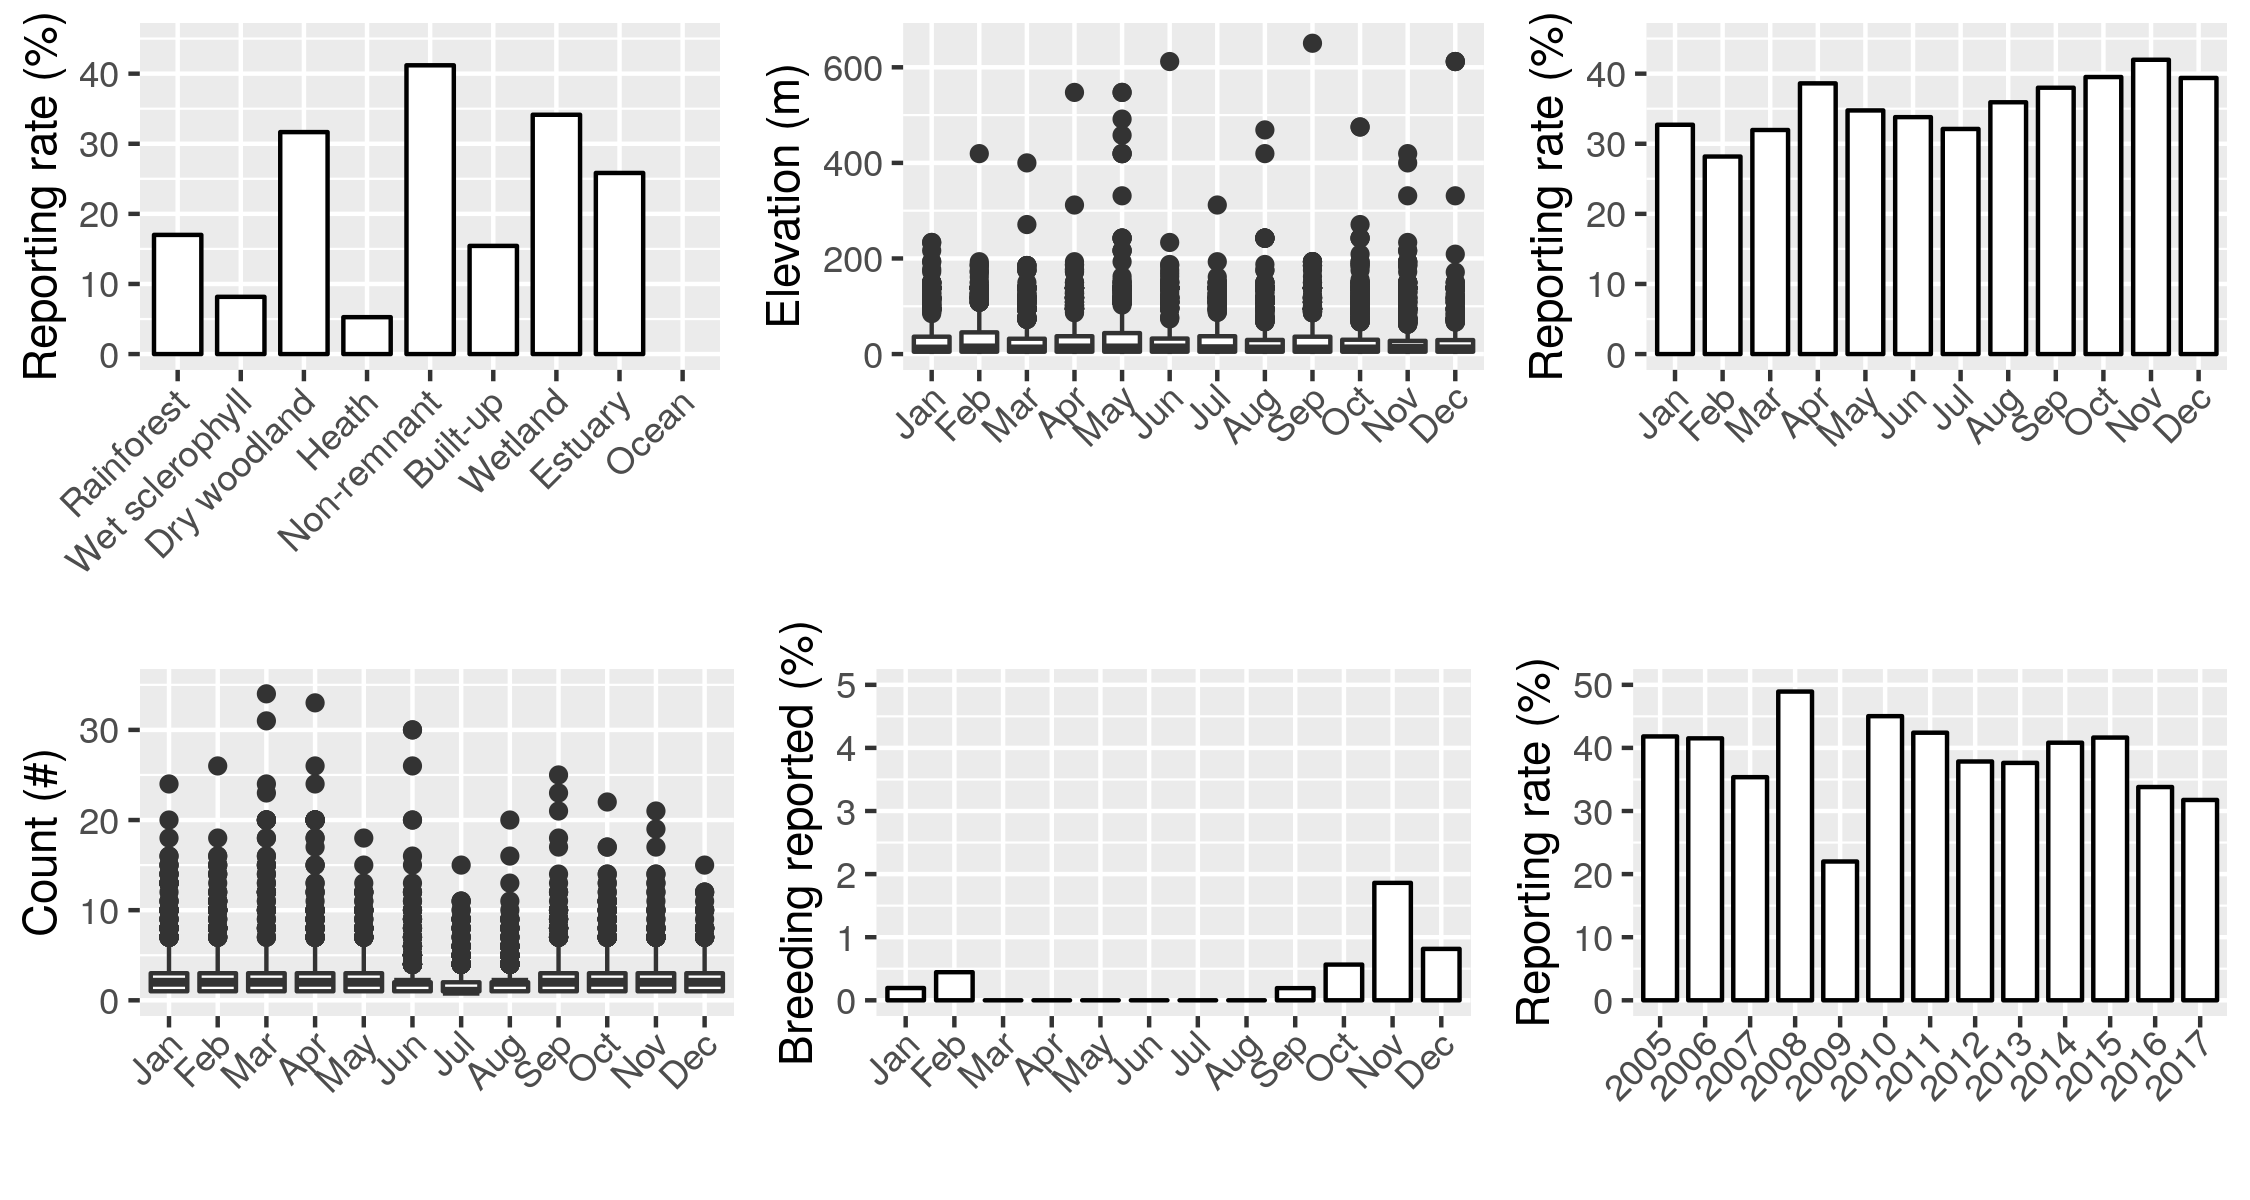 Reporting rate (%)
40
30
20
10
0
Rainforest
Wet sclerophyll
Dry woodland
Heath
Non-remnant
Built-up
Wetland
Estuary
Ocean
Elevation (m)
600
400
200
0
Jan
Feb
Mar
Apr
May
Jun
Jul
Aug
Sep
Oct
Nov
Dec
Reporting rate (%)
40
30
20
10
0
Jan
Feb
Mar
Apr
May
Jun
Jul
Aug
Sep
Oct
Nov
Dec
Count (#)
30
20
10
0
Jan
Feb
Mar
Apr
May
Jun
Jul
Aug
Sep
Oct
Nov
Dec
Breeding reported (%)
5
4
3
2
1
0
Jan
Feb
Mar
Apr
May
Jun
Jul
Aug
Sep
Oct
Nov
Dec
Reporting rate (%)
50
40
30
20
10
0
2005
2006
2007
2008
2009
2010
2011
2012
2013
2014
2015
2016
2017